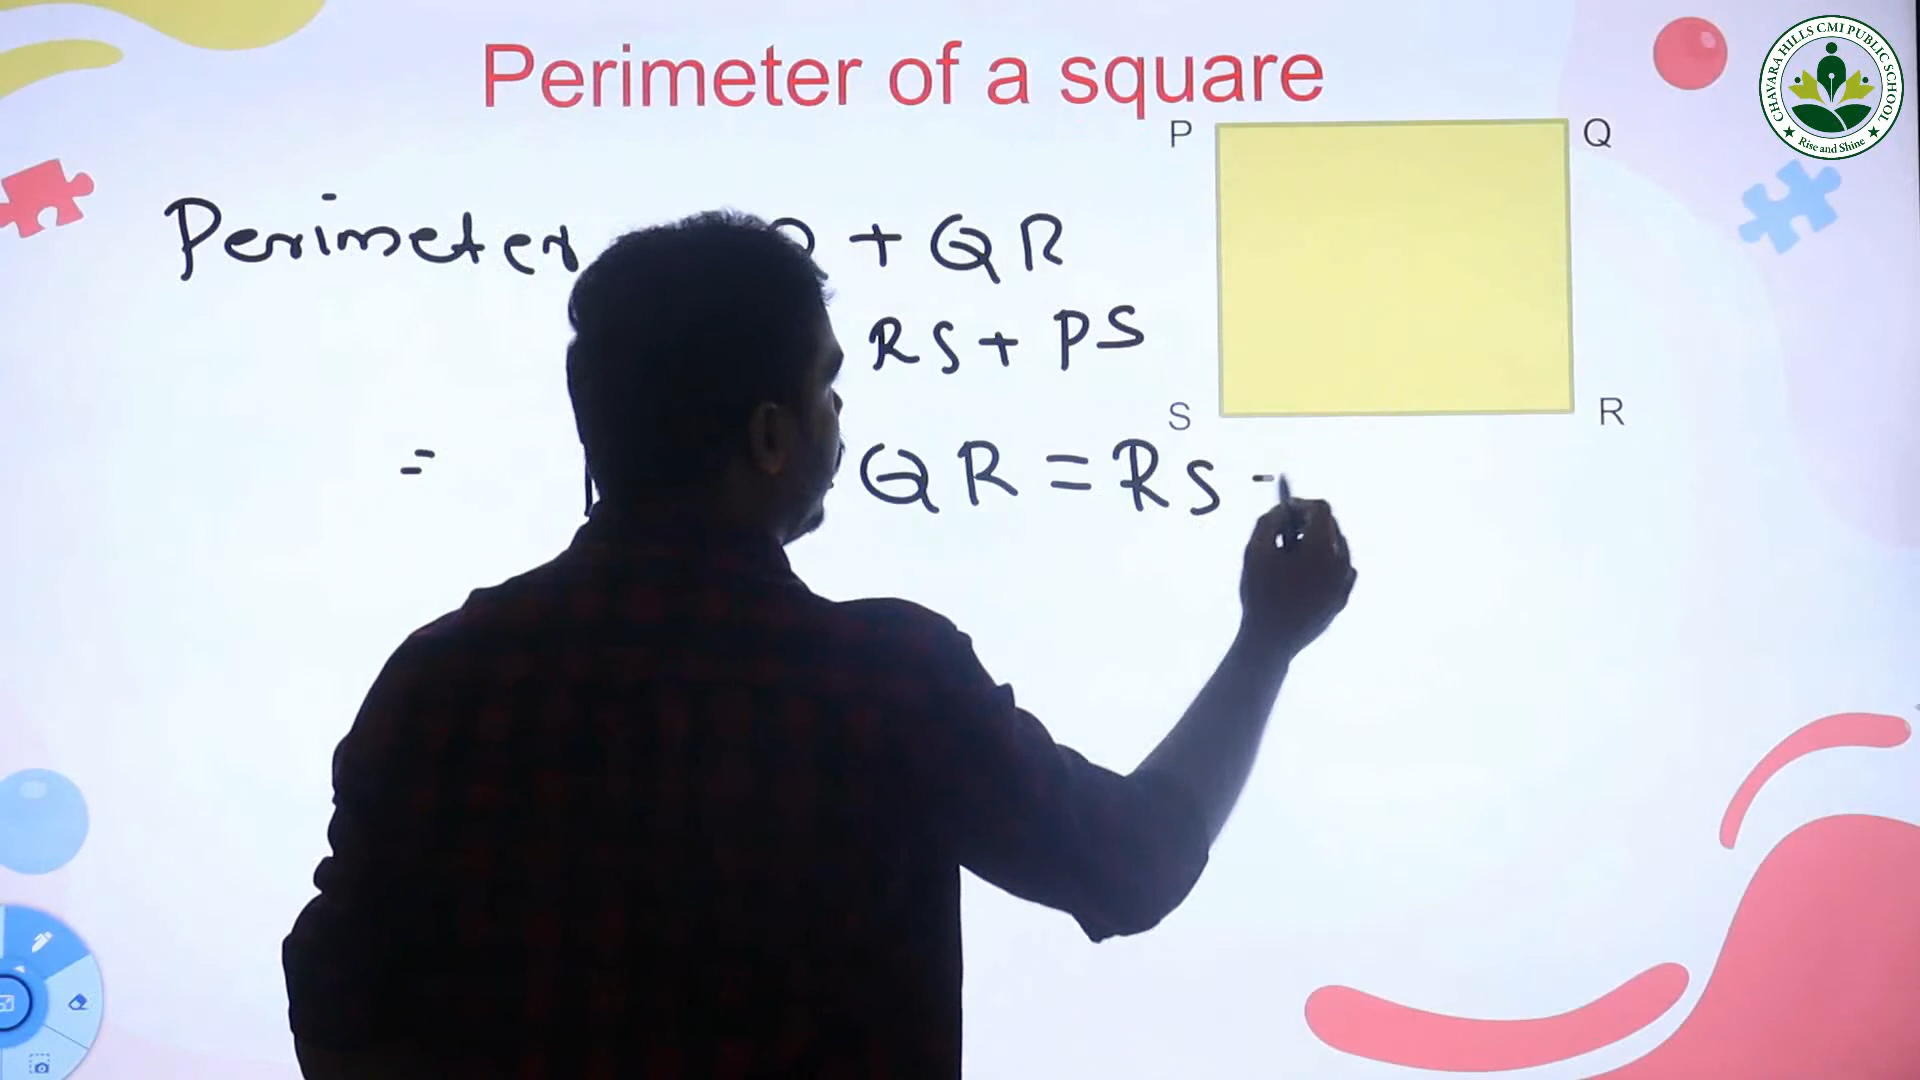 Perimeter of a square
CHAVARA HILLS CMI PUBLIC SCHOOL
Rise and Shine
P
Q
Perimeter + QR
RS + PS
S
R
= QR = RS -